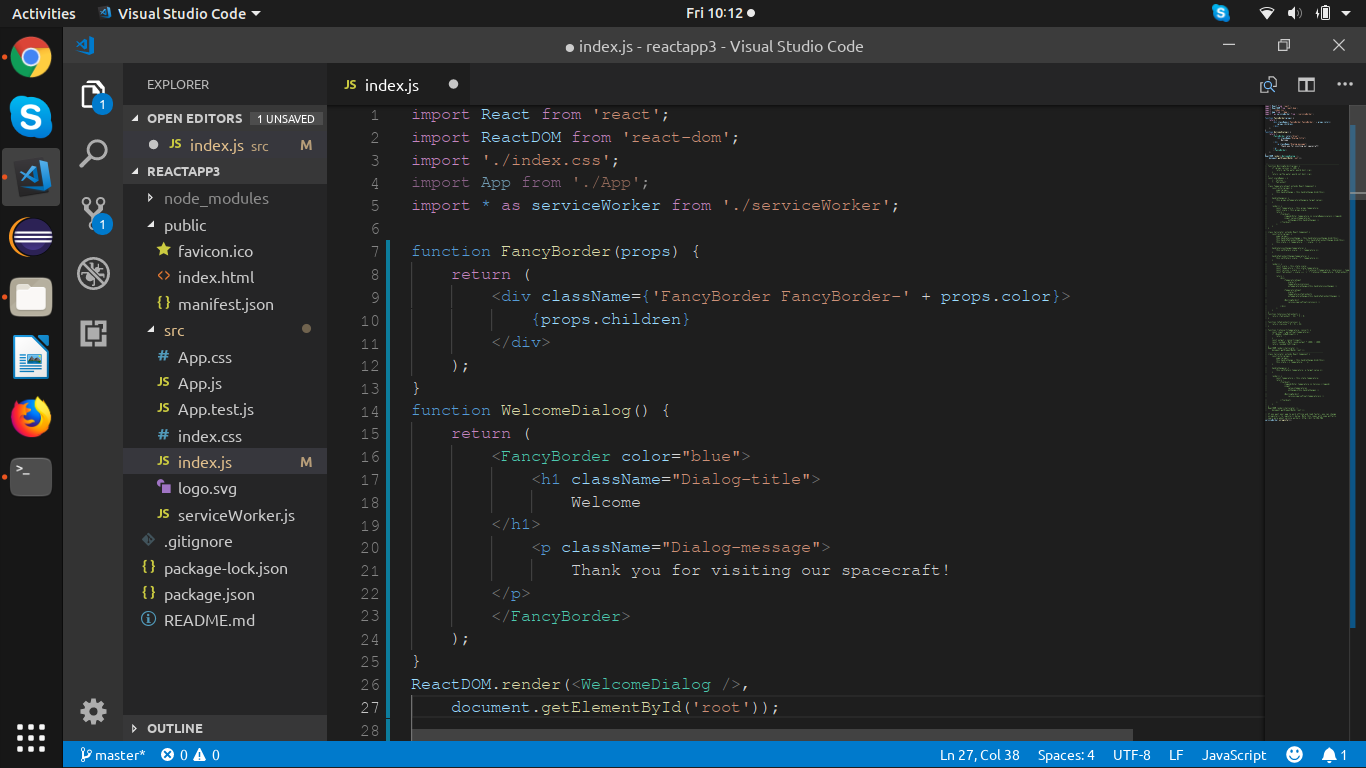 Activities Visual Studio Code Fri 10:12
index.js - reactapp3 - Visual Studio Code
EXPLORER
OPEN EDITORS 1 UNSAVED
JS index.js src M
REACTAPP3
node_modules
public
favicon.ico
<> index.html
{} manifest.json
src
# App.css
JS App.js
JS App.test.js
# index.css
JS index.js M
logo.svg
JS serviceWorker.js
.gitignore
{} package-lock.json
{} package.json
README.md
OUTLINE
1
1
JS index.js
1 import React from 'react';
2 import ReactDOM from 'react-dom';
3 import './index.css';
4 import App from './App';
5 import * as serviceWorker from './serviceWorker';
6
7 function FancyBorder(props) {
8 return (
9 <div className={'FancyBorder FancyBorder-' + props.color}>
10 {props.children}
11 </div>
12 );
13 }
14 function WelcomeDialog() {
15 return (
16 <FancyBorder color="blue">
17 <h1 className="Dialog-title">
18 Welcome
19 </h1>
20 <p className="Dialog-message">
21 Thank you for visiting our spacecraft!
22 </p>
23 </FancyBorder>
24 );
25 }
26 ReactDOM.render(<WelcomeDialog />,
27 document.getElementById('root'));
28
master* 0 0 Ln 27, Col 38 Spaces: 4 UTF-8 LF JavaScript 1